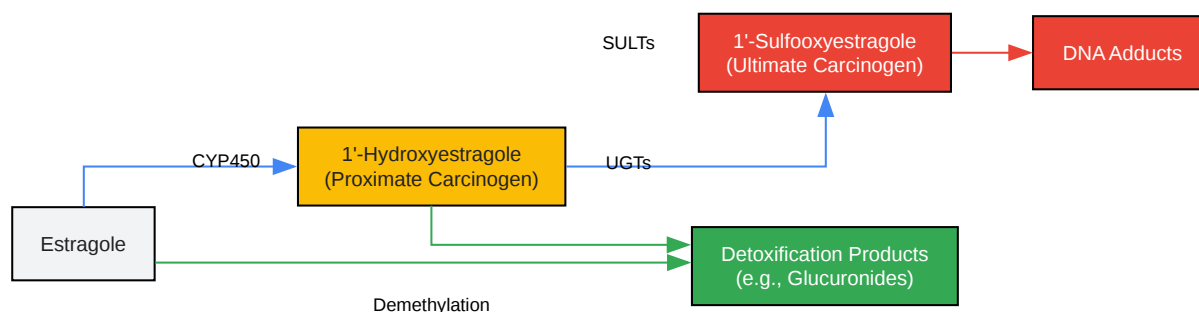 SULTs
1'-Sulfooxyestragole
(Ultimate Carcinogen)
DNA Adducts
CYP450
1'-Hydroxyestragole
(Proximate Carcinogen)
UGTs
Estragole
Detoxification Products
(e.g., Glucuronides)
Demethylation